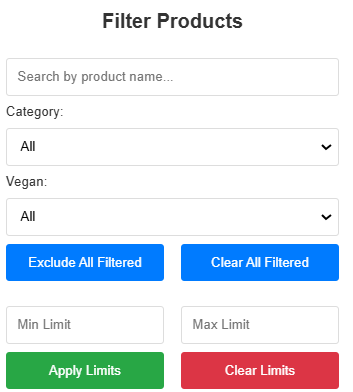 Filter Products
Search by product name...
Category:
All
Vegan:
All
Exclude All Filtered
Clear All Filtered
Min Limit
Max Limit
Apply Limits
Clear Limits